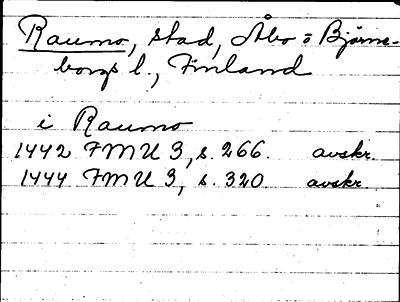 Raumo, stad, Åbo o Björne-
borgs l., Finland
i Raumo
1442 FMU 3, s. 266. avskr.
1444 FMU 3, s. 320 avskr.